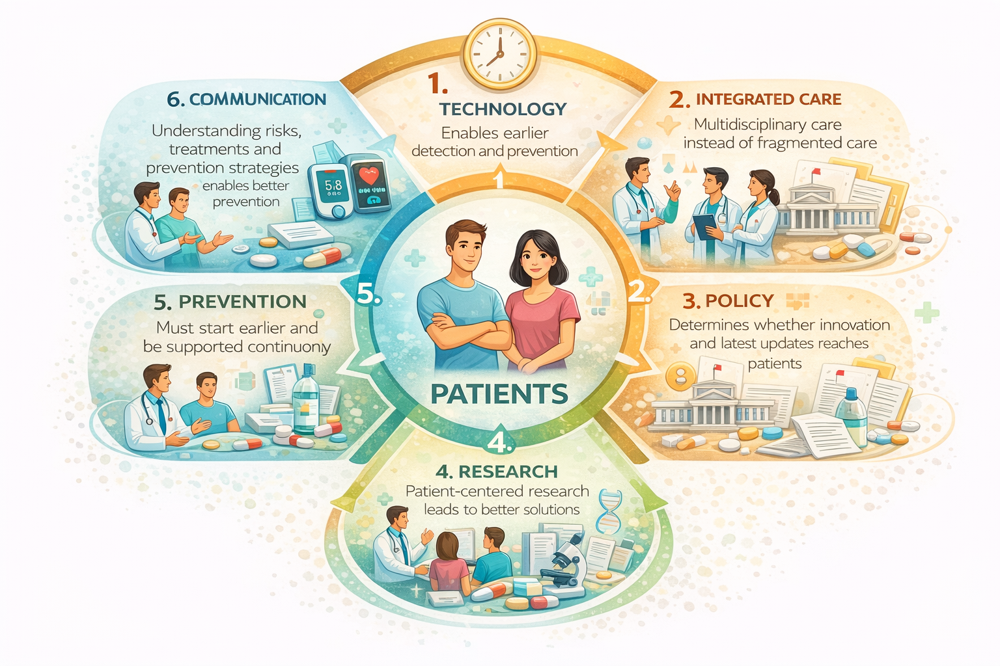 1.
TECHNOLOGY
Enables earlier
detection and prevention
2. INTEGRATED CARE
Multidisciplinary care
instead of fragmented care
3. POLICY
Determines whether innovation
and latest updates reaches
patients
4. RESEARCH
Patient-centered research
leads to better solutions
5. PREVENTION
Must start earlier and
be supported continuony
6. COMMUNICATION
Understanding risks,
treatments and
prevention strategies
enables better
prevention
5.8
1
2.
4.
5.
PATIENTS